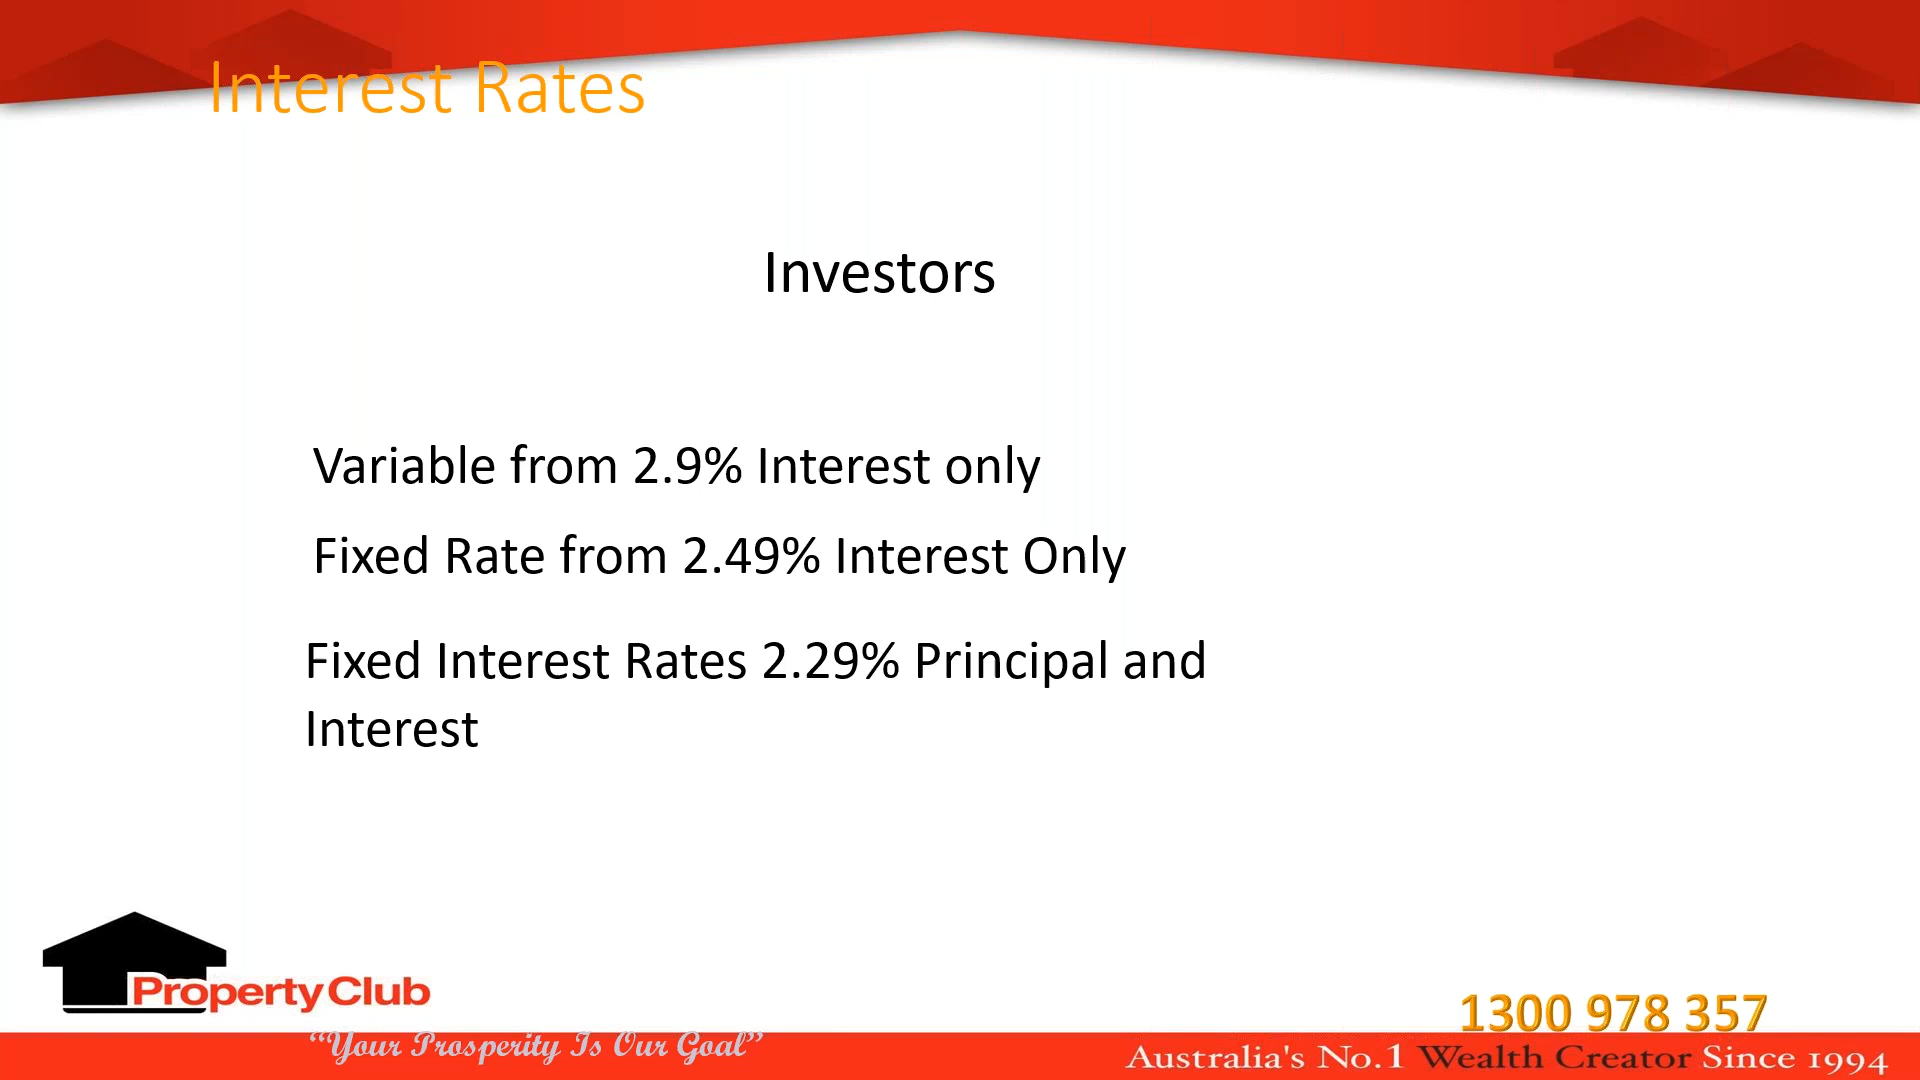 Interest Rates
Investors
Variable from 2.9% Interest only
Fixed Rate from 2.49% Interest Only
Fixed Interest Rates 2.29% Principal and
Interest
PropertyClub
1300 978 357
“Your Prosperity Is Our Goal”
Australia's No.1 Wealth Creator Since 1994